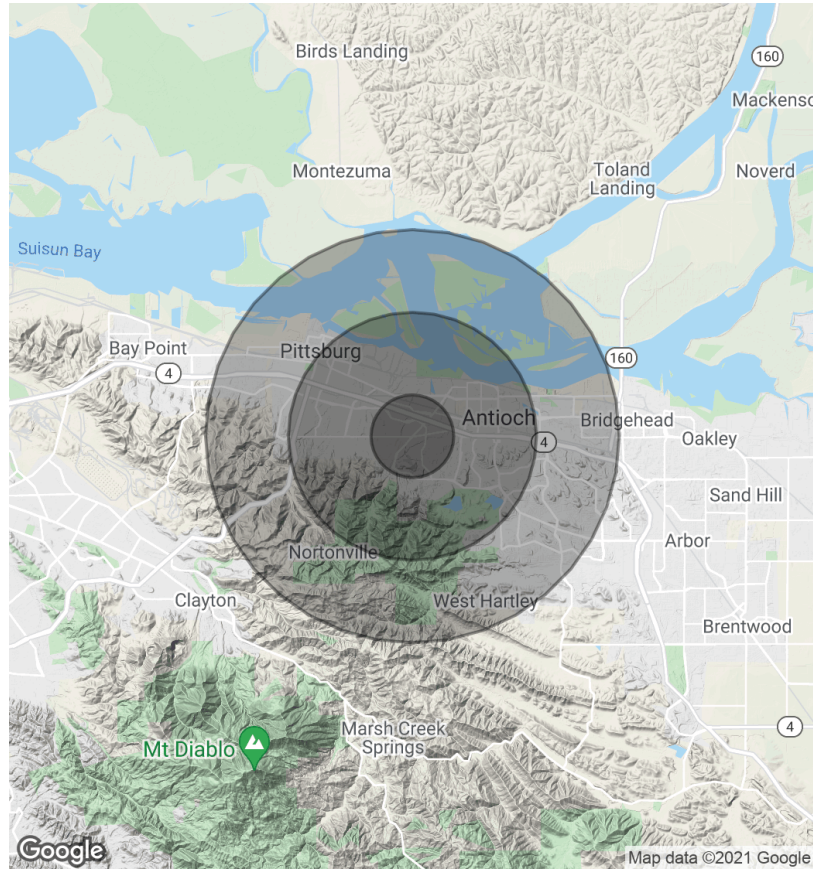 Birds Landing
160
Mackenso
Montezuma
Toland
Landing
Noverd
Suisun Bay
Bay Point
Pittsburg
160
4
Antioch
Bridgehead
4
Oakley
Sand Hill
Nortonville
Arbor
Clayton
West Hartley
Brentwood
Marsh Creek
Springs
4
Mt Diablo
Google
Map data ©2021 Google